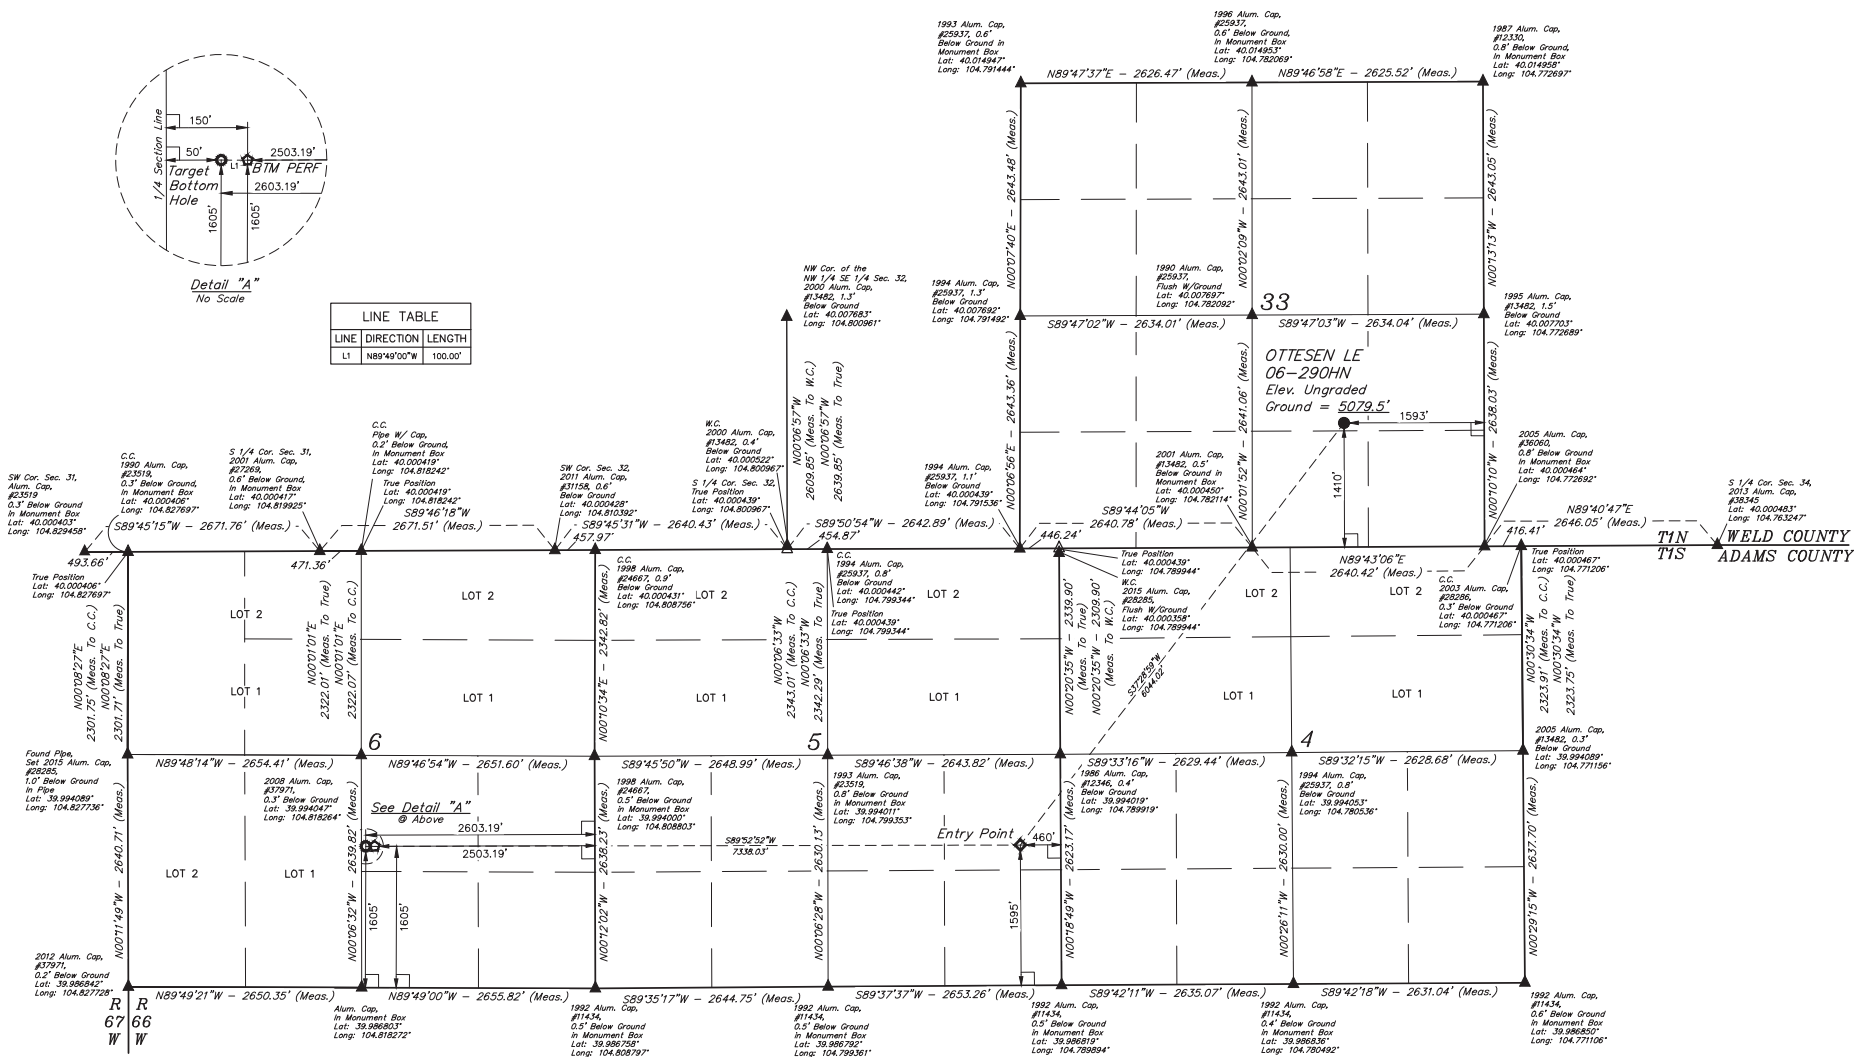 1/4 Section Line
150'
50'
L1
2503.19'
Target
Bottom
Hole
BTM PERF
2603.19'
1605'
1605'
Detail "A"
No Scale
LINE TABLE
LINE DIRECTION LENGTH
L1 N89°49'00"W 100.00'
1993 Alum. Cap,
#25937, 0.6'
Below Ground in
Monument Box
Lat: 40.014947°
Long: 104.791444°
1996 Alum. Cap,
#25937,
0.6' Below Ground,
In Monument Box
Lat: 40.014953°
Long: 104.782069°
1987 Alum. Cap,
#12330,
0.8' Below Ground,
In Monument Box
Lat: 40.014958°
Long: 104.772697°
N89°47'37"E - 2626.47' (Meas.)
N89°46'58"E - 2625.52' (Meas.)
N00°07'40"E - 2643.48' (Meas.)
N00°02'09"W - 2643.01' (Meas.)
N00°13'13"W - 2643.05' (Meas.)
NW Cor. of the
NW 1/4 SE 1/4 Sec. 32,
2000 Alum. Cap,
#13482, 1.3'
Below Ground
Lat: 40.007683°
Long: 104.800961°
1994 Alum. Cap,
#25937, 1.3'
Below Ground
Lat: 40.007692°
Long: 104.791492°
1990 Alum. Cap,
#25937,
Flush W/Ground
Lat: 40.007697°
Long: 104.782092°
33
1995 Alum. Cap,
#13482, 1.5'
Below Ground
Lat: 40.007703°
Long: 104.772689°
S89°47'02"W - 2634.01' (Meas.)
S89°47'03"W - 2634.04' (Meas.)
OTTESEN LE
06-290HN
Elev. Ungraded
Ground = 5079.5'
1593'
1410'
N00°06'56"E - 2643.36' (Meas.)
N00°01'52"W - 2641.06' (Meas.)
N00°10'10"W - 2638.03' (Meas.)
N00°06'57"W
2609.85' (Meas. To W.C.)
N00°06'57"W
2639.85' (Meas. To True)
SW Cor. Sec. 31,
Alum. Cap,
#23519
0.3' Below Ground
In Monument Box
Lat: 40.000403°
Long: 104.829458°
C.C.
1990 Alum. Cap,
#23519,
0.3' Below Ground,
In Monument Box
Lat: 40.000406°
Long: 104.827697°
S 1/4 Cor. Sec. 31,
2001 Alum. Cap,
#27269,
0.6' Below Ground,
In Monument Box
Lat: 40.000417°
Long: 104.819925°
C.C.
Pipe W/ Cap,
0.2' Below Ground,
In Monument Box
Lat: 40.000419°
Long: 104.818242°
True Position
Lat: 40.000419°
Long: 104.818242°
SW Cor. Sec. 32,
2011 Alum. Cap,
#31158, 0.6'
Below Ground
Lat: 40.000428°
Long: 104.810392°
W.C.
2000 Alum. Cap,
#13482, 0.4'
Below Ground
Lat: 40.000522°
Long: 104.800967°
S 1/4 Cor. Sec. 32,
True Position
Lat: 40.000439°
Long: 104.800967°
1994 Alum. Cap,
#25937, 1.1'
Below Ground
Lat: 40.000439°
Long: 104.791536°
2001 Alum. Cap,
#13482, 0.5'
Below Ground in
Monument Box
Lat: 40.000450°
Long: 104.782114°
2005 Alum. Cap,
#36060,
0.8' Below Ground,
In Monument Box
Lat: 40.000464°
Long: 104.772692°
S 1/4 Cor. Sec. 34,
2013 Alum. Cap,
#38345
Lat: 40.000483°
Long: 104.763247°
S89°45'15"W - 2671.76' (Meas.)
S89°46'18"W
2671.51' (Meas.)
S89°45'31"W - 2640.43' (Meas.)
S89°50'54"W - 2642.89' (Meas.)
S89°44'05"W
2640.78' (Meas.)
N89°43'06"E
2640.42' (Meas.)
N89°40'47"E
2646.05' (Meas.)
493.66'
471.36'
457.97'
454.87'
446.24'
416.41'
T1N WELD COUNTY
T1S ADAMS COUNTY
True Position
Lat: 40.000406°
Long: 104.827697°
C.C.
1998 Alum. Cap,
#24667, 0.9'
Below Ground
Lat: 40.000431°
Long: 104.808756°
C.C.
1994 Alum. Cap,
#25937, 0.8'
Below Ground
Lat: 40.000442°
Long: 104.799344°
True Position
Lat: 40.000439°
Long: 104.799344°
True Position
Lat: 40.000439°
Long: 104.789944°
W.C.
2015 Alum. Cap,
#28285,
Flush W/Ground
Lat: 40.000358°
Long: 104.789944°
C.C.
2003 Alum. Cap,
#28286,
0.3' Below Ground
Lat: 40.000467°
Long: 104.771206°
True Position
Lat: 40.000467°
Long: 104.771206°
LOT 2
LOT 2
LOT 2
LOT 2
LOT 2
LOT 2
LOT 1
LOT 1
LOT 1
LOT 1
LOT 1
LOT 1
N00°08'27"E
2301.75' (Meas. To C.C.)
N00°08'27"E
2301.71' (Meas. To True)
N00°01'01"E
2322.01' (Meas. To True)
N00°01'01"E
2322.07' (Meas. To C.C.)
N00°10'34"E - 2342.82' (Meas.)
N00°06'33"W
2343.01' (Meas. To C.C.)
N00°06'33"W
2342.29' (Meas. To True)
N00°20'35"W - 2339.90'
(Meas. To True)
N00°20'35"W - 2309.90'
(Meas. To W.C.)
S37°28'59"W
6044.02'
N00°30'34"W
2323.91' (Meas. To C.C.)
N00°30'34"W
2323.75' (Meas. To True)
6
5
4
Found Pipe,
Set 2015 Alum. Cap,
#28285,
1.0' Below Ground
In Pipe
Lat: 39.994089°
Long: 104.827736°
N89°48'14"W - 2654.41' (Meas.)
N89°46'54"W - 2651.60' (Meas.)
S89°45'50"W - 2648.99' (Meas.)
S89°46'38"W - 2643.82' (Meas.)
S89°33'16"W - 2629.44' (Meas.)
S89°32'15"W - 2628.68' (Meas.)
2008 Alum. Cap,
#37971,
0.3' Below Ground
Lat: 39.994047°
Long: 104.818264°
1998 Alum. Cap,
#24667,
0.5' Below Ground
in Monument Box
Lat: 39.994000°
Long: 104.808803°
1993 Alum. Cap,
#23519,
0.8' Below Ground
in Monument Box
Lat: 39.994011°
Long: 104.799353°
1986 Alum. Cap,
#12346, 0.4'
Below Ground
Lat: 39.994019°
Long: 104.789919°
1994 Alum. Cap,
#25937, 0.8'
Below Ground
Lat: 39.994053°
Long: 104.780536°
2005 Alum. Cap,
#13482, 0.3'
Below Ground
Lat: 39.994089°
Long: 104.771156°
See Detail "A"
@ Above
2603.19'
2503.19'
S89°52'52"W
7338.03'
Entry Point
460'
LOT 2
LOT 1
1605'
1605'
1595'
N00°11'49"W - 2640.71' (Meas.)
N00°06'32"W - 2639.82' (Meas.)
N00°12'02"W - 2638.23' (Meas.)
N00°06'28"W - 2630.13' (Meas.)
N00°18'49"W - 2623.17' (Meas.)
N00°26'11"W - 2630.00' (Meas.)
N00°29'15"W - 2637.70' (Meas.)
2012 Alum. Cap,
#37971,
0.2' Below Ground
Lat: 39.986842°
Long: 104.827728°
N89°49'21"W - 2650.35' (Meas.)
N89°49'00"W - 2655.82' (Meas.)
S89°35'17"W - 2644.75' (Meas.)
S89°37'37"W - 2653.26' (Meas.)
S89°42'11"W - 2635.07' (Meas.)
S89°42'18"W - 2631.04' (Meas.)
R R
67 66
W W
Alum. Cap,
In Monument Box
Lat: 39.986803°
Long: 104.818272°
1992 Alum. Cap,
#11434,
0.5' Below Ground
In Monument Box
Lat: 39.986758°
Long: 104.808797°
1992 Alum. Cap,
#11434,
0.5' Below Ground
In Monument Box
Lat: 39.986792°
Long: 104.799361°
1992 Alum. Cap,
#11434,
0.5' Below Ground
In Monument Box
Lat: 39.986819°
Long: 104.789894°
1992 Alum. Cap,
#11434,
0.4' Below Ground
In Monument Box
Lat: 39.986836°
Long: 104.780492°
1992 Alum. Cap,
#11434,
0.6' Below Ground
In Monument Box
Lat: 39.986850°
Long: 104.771106°